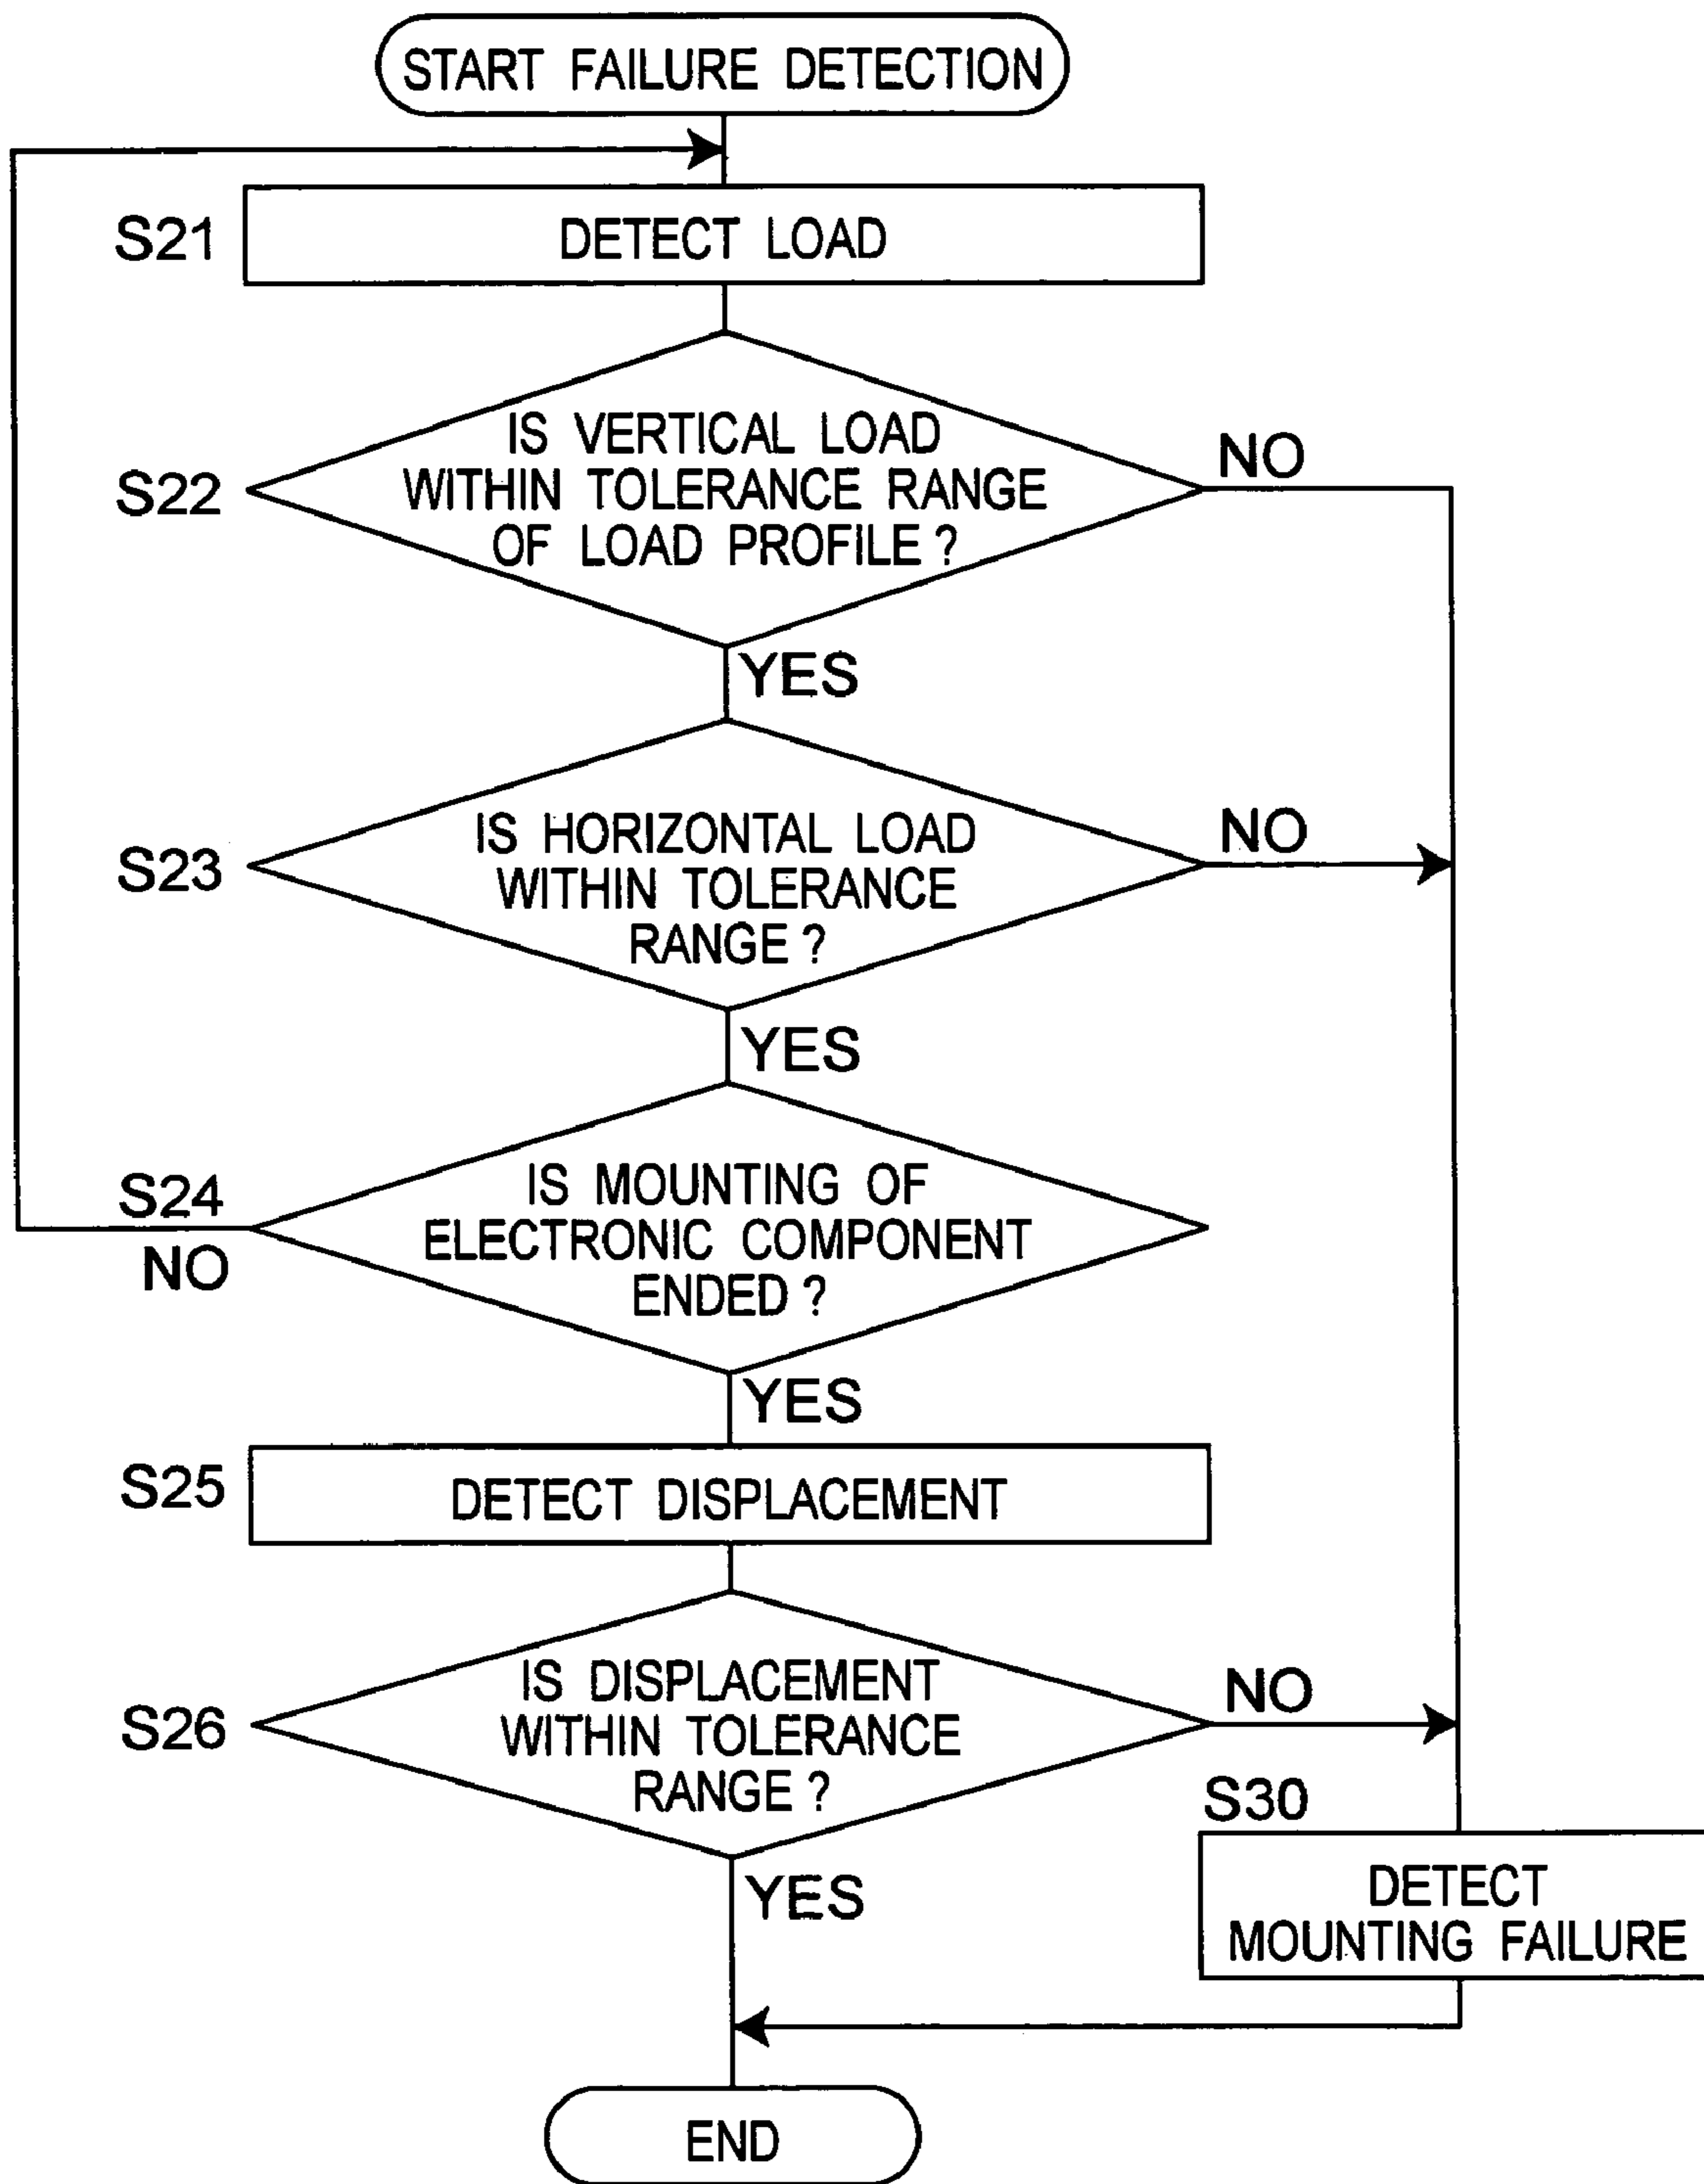 START FAILURE DETECTION
S21
DETECT LOAD
S22
IS VERTICAL LOAD
WITHIN TOLERANCE RANGE
OF LOAD PROFILE ?
NO
YES
S23
IS HORIZONTAL LOAD
WITHIN TOLERANCE
RANGE ?
NO
YES
S24
NO
IS MOUNTING OF
ELECTRONIC COMPONENT
ENDED ?
YES
S25
DETECT DISPLACEMENT
S26
IS DISPLACEMENT
WITHIN TOLERANCE
RANGE ?
NO
YES
S30
DETECT
MOUNTING FAILURE
END